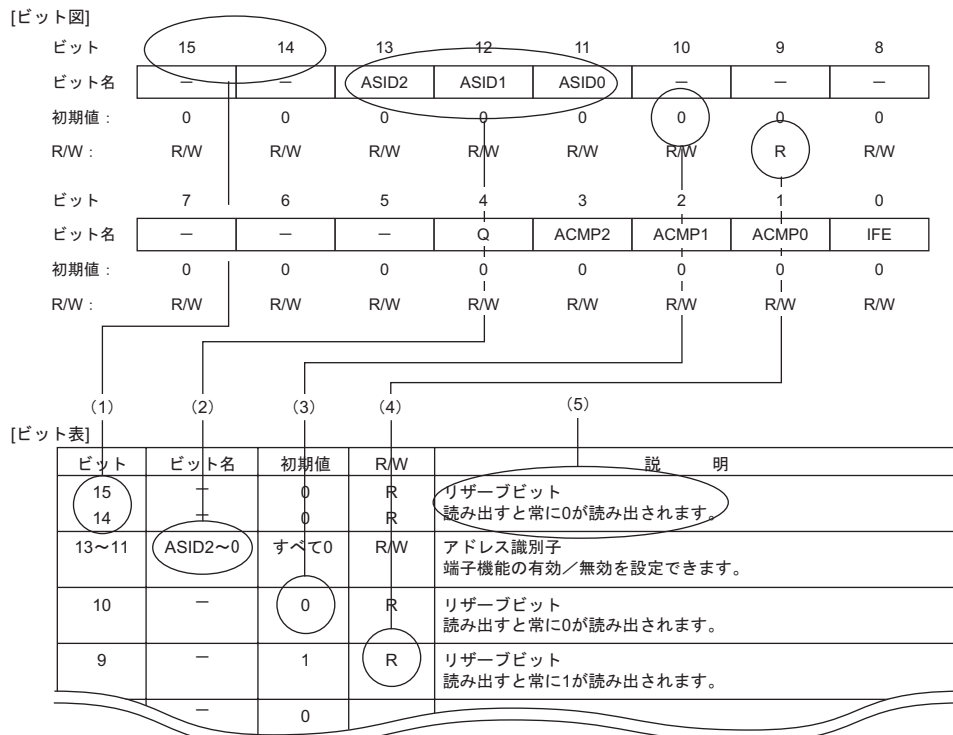 [ビット図]
ビット 15 14 13 12 11 10 9 8
ビット名 － － ASID2 ASID1 ASID0 － － －
初期値： 0 0 0 0 0 0 0 0
R/W： R/W R/W R/W R/W R/W R/W R R/W
ビット 7 6 5 4 3 2 1 0
ビット名 － － － Q ACMP2 ACMP1 ACMP0 IFE
初期値： 0 0 0 0 0 0 0 0
R/W： R/W R/W R/W R/W R/W R/W R/W R/W
（1） （2） （3） （4） （5）
[ビット表]
ビット ビット名 初期値 R/W 説 明
15 － 0 R リザーブビット
14 － 0 R 読み出すと常に0が読み出されます。
13～11 ASID2～0 すべて0 R/W アドレス識別子
端子機能の有効／無効を設定できます。
10 － 0 R リザーブビット
読み出すと常に0が読み出されます。
9 － 1 R リザーブビット
読み出すと常に1が読み出されます。
－ 0